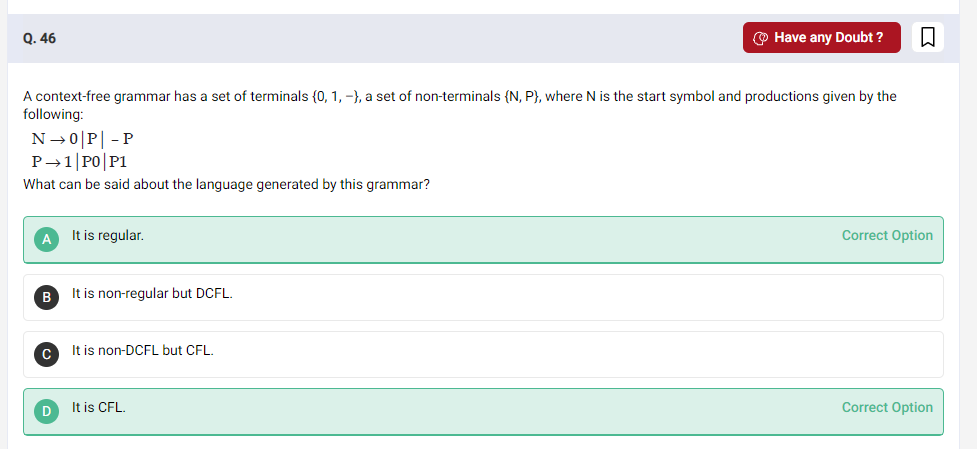 Q. 46
Have any Doubt ?
A context-free grammar has a set of terminals {0, 1, −}, a set of non-terminals {N, P}, where N is the start symbol and productions given by the
following:
N → 0|P| − P
P → 1|P0|P1
What can be said about the language generated by this grammar?
A It is regular. Correct Option
B It is non-regular but DCFL.
C It is non-DCFL but CFL.
D It is CFL. Correct Option